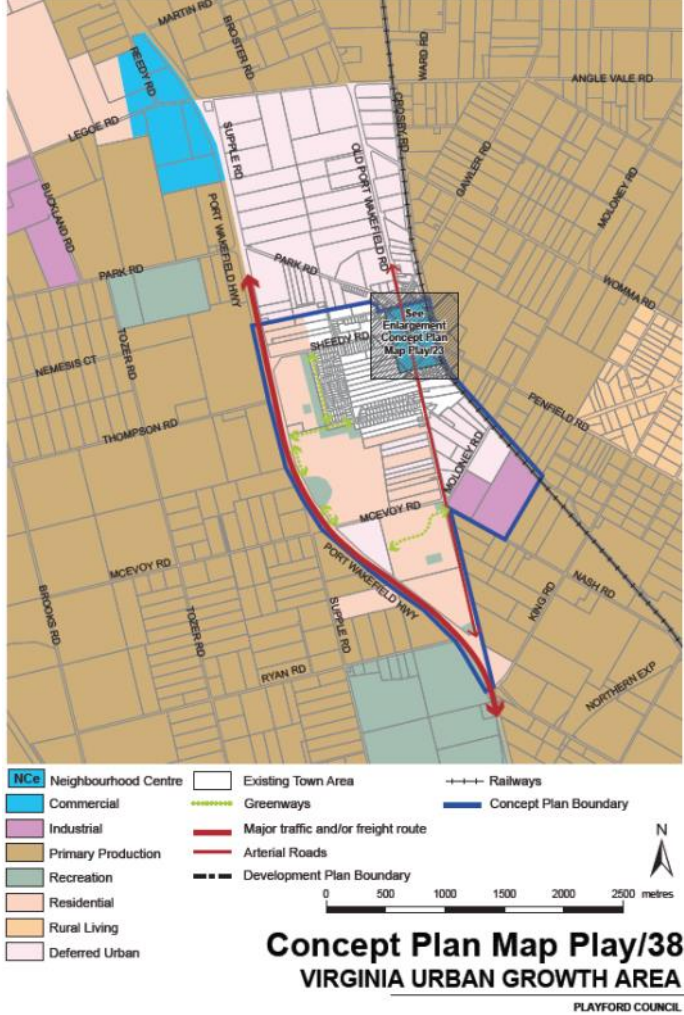 MARTIN RD
BROSTER RD
REEDY RD
WARD RD
ANGLE VALE RD
CROSBY RD
LEGOE RD
SUPPLE RD
OLD PORT WAKEFIELD RD
GAWLER RD
MOLONEY RD
BUCKLAND RD
PORT WAKEFIELD HWY
PARK RD
PARK RD
WOMMA RD
See
Enlargement
Concept Plan
Map Play/23
SHEEDY RD
TOZER RD
NEMESIS CT
PENFIELD RD
THOMPSON RD
MOLONEY RD
MCEVOY RD
MCEVOY RD
PORT WAKEFIELD HWY
NASH RD
BROOKS RD
TOZER RD
SUPPLE RD
KING RD
RYAN RD
NORTHERN EXP
NCe Neighbourhood Centre
Commercial
Industrial
Primary Production
Recreation
Residential
Rural Living
Deferred Urban
Existing Town Area
Greenways
Major traffic and/or freight route
Arterial Roads
Development Plan Boundary
Railways
Concept Plan Boundary
N
0 500 1000 1500 2000 2500 metres
Concept Plan Map Play/38
VIRGINIA URBAN GROWTH AREA
PLAYFORD COUNCIL